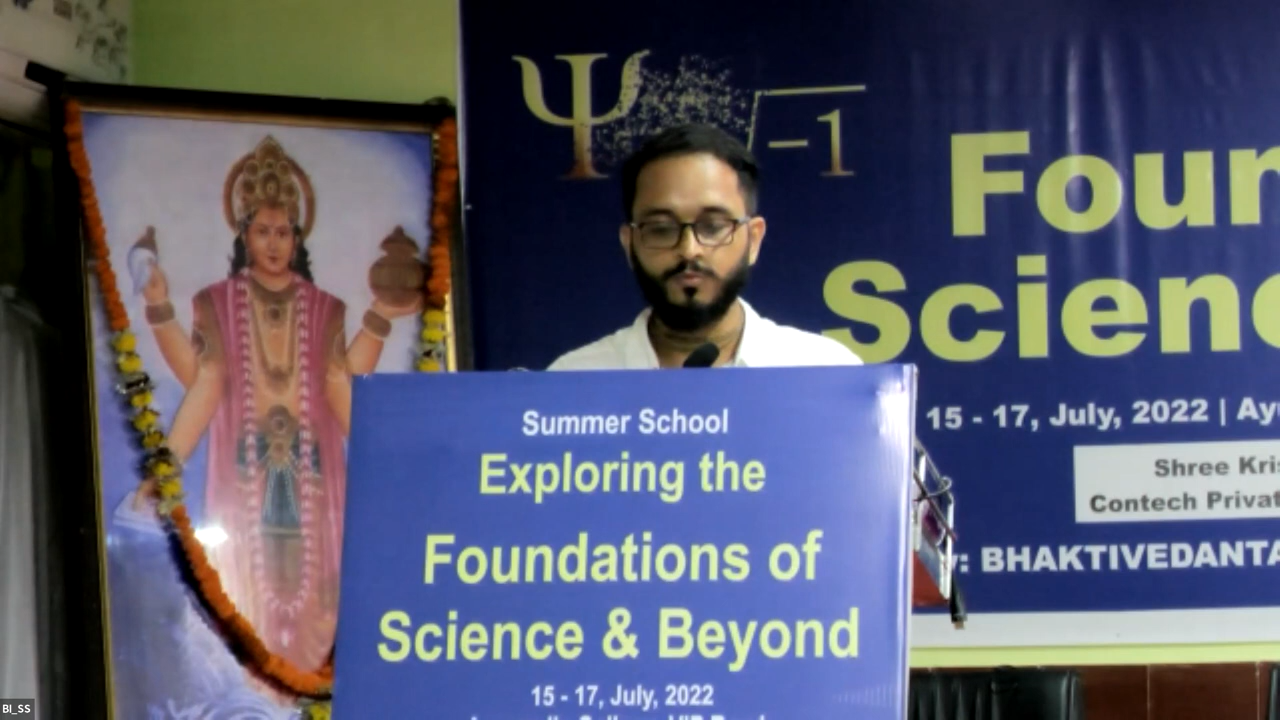 Ψ √-1
Foun
Scienc
15 - 17, July, 2022 | Ay
Shree Kris
Contech Privat
: BHAKTIVEDANTA
Summer School
Exploring the
Foundations of
Science & Beyond
15 - 17, July, 2022
BI_SS